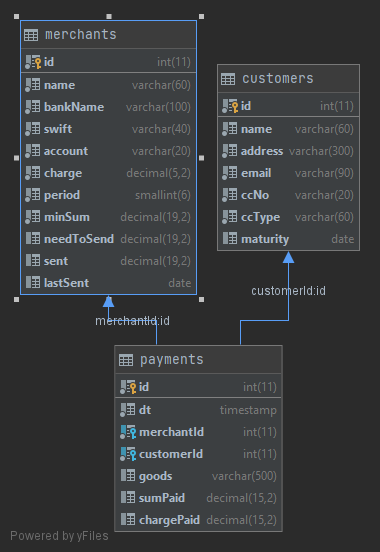 merchants
id int(11)
name varchar(60)
bankName varchar(100)
swift varchar(40)
account varchar(20)
charge decimal(5,2)
period smallint(6)
minSum decimal(19,2)
needToSend decimal(19,2)
sent decimal(19,2)
lastSent date
customers
id int(11)
name varchar(60)
address varchar(300)
email varchar(90)
ccNo varchar(20)
ccType varchar(60)
maturity date
merchantId:id
customerId:id
payments
id int(11)
dt timestamp
merchantId int(11)
customerId int(11)
goods varchar(500)
sumPaid decimal(15,2)
chargePaid decimal(15,2)
Powered by yFiles